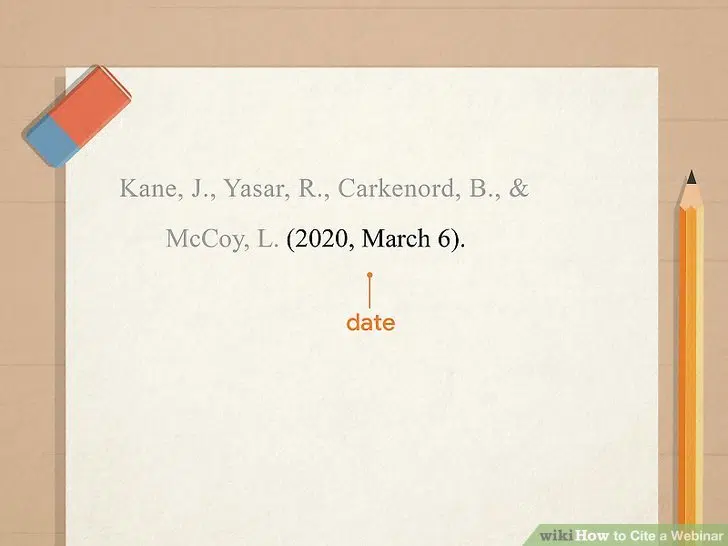 Kane, J., Yasar, R., Carkenord, B., &
McCoy, L. (2020, March 6).
date
wikiHow to Cite a Webinar